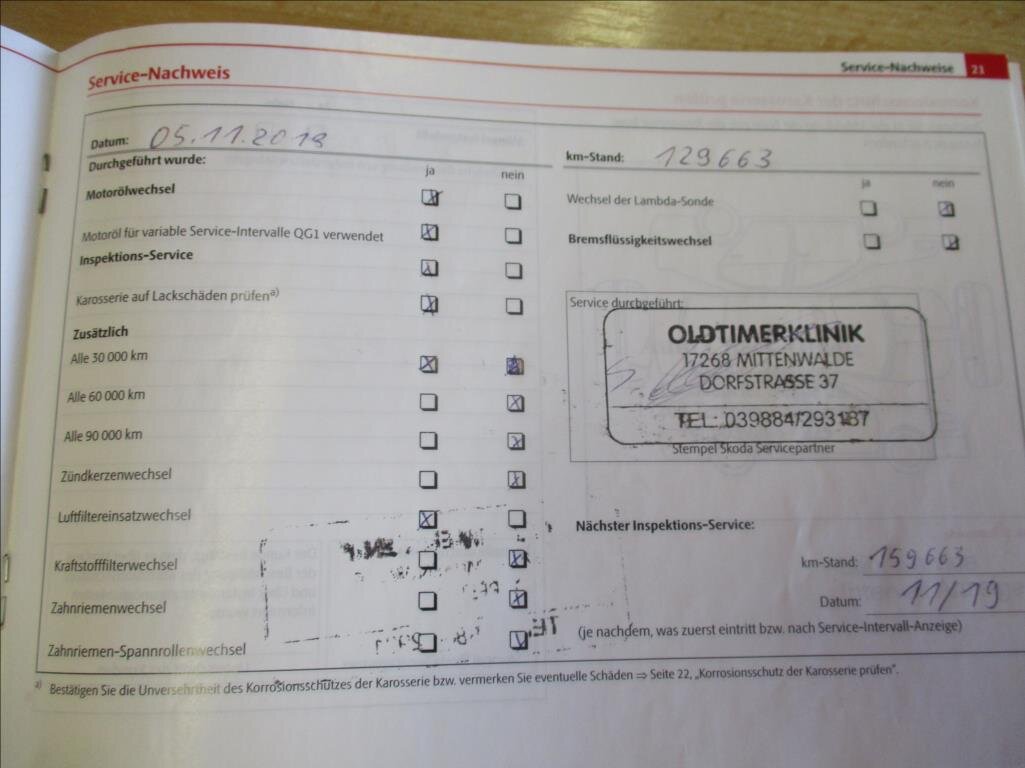 Service-Nachweise 21
Service-Nachweis
Datum: 05.11.2018
Durchgeführt wurde:
ja nein
Motorölwechsel
Motoröl für variable Service-Intervalle QG1 verwendet
Inspektions-Service
Karosserie auf Lackschäden prüfen a)
Zusätzlich
Alle 30 000 km
Alle 60 000 km
Alle 90 000 km
Zündkerzenwechsel
Luftfiltereinsatzwechsel
Kraftstofffilterwechsel
Zahnriemenwechsel
Zahnriemen-Spannrollenwechsel
km-Stand: 129663
ja nein
Wechsel der Lambda-Sonde
Bremsflüssigkeitswechsel
Service durchgeführt:
OLDTIMERKLINIK
17268 MITTENWALDE
DORFSTRASSE 37
TEL: 039884/293187
Stempel Skoda Servicepartner
Nächster Inspektions-Service:
km-Stand: 159663
Datum: 11/19
(je nachdem, was zuerst eintritt bzw. nach Service-Intervall-Anzeige)
a) Bestätigen Sie die Unversehrtheit des Korrosionsschutzes der Karosserie bzw. vermerken Sie eventuelle Schäden ⇒ Seite 22, „Korrosionsschutz der Karosserie prüfen".